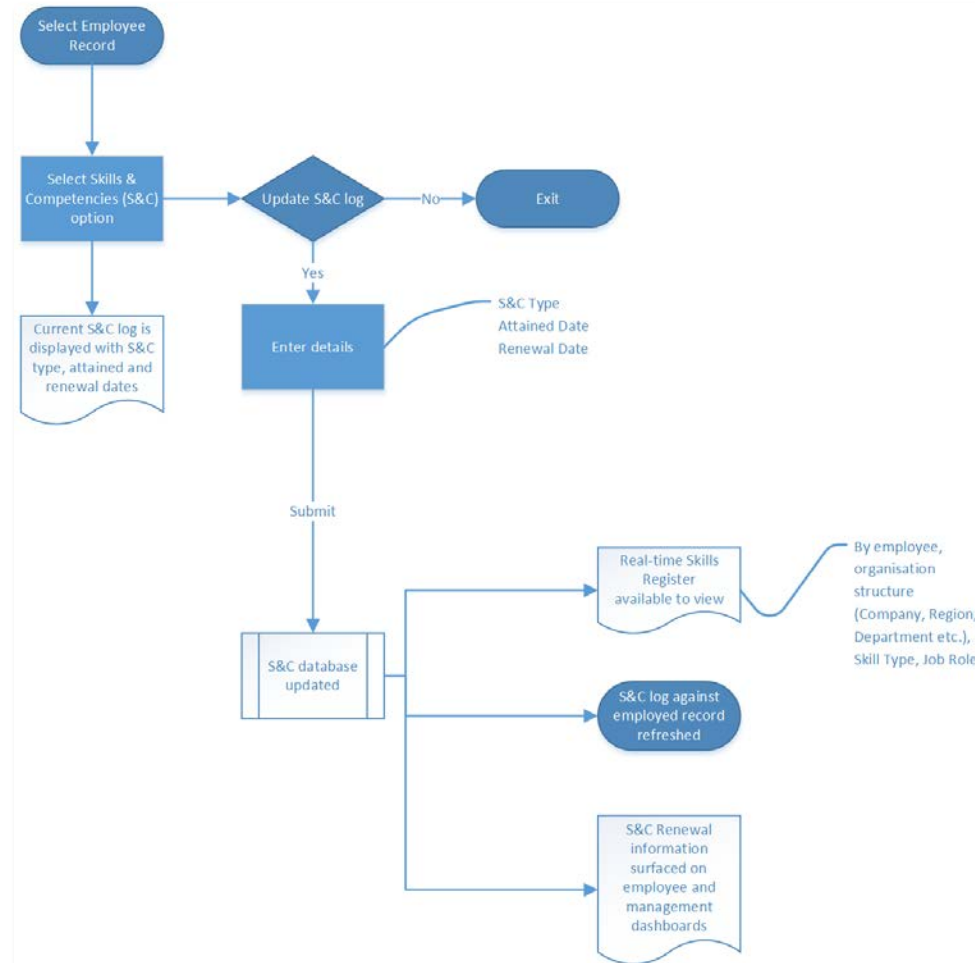 Select Employee
Record
Select Skills &
Competencies (S&C)
option
Update S&C log
No
Exit
Yes
Current S&C log is
displayed with S&C
type, attained and
renewal dates
Enter details
S&C Type
Attained Date
Renewal Date
Submit
Real-time Skills
Register
available to view
By employee,
organisation
structure
(Company, Region,
Department etc.),
Skill Type, Job Role
S&C database
updated
S&C log against
employed record
refreshed
S&C Renewal
information
surfaced on
employee and
management
dashboards